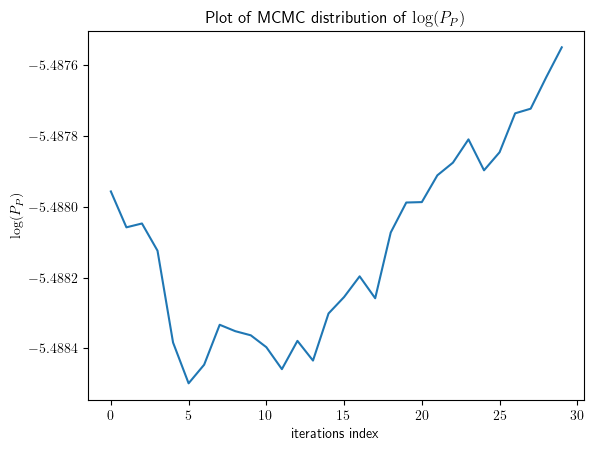 Plot of MCMC distribution of log(P_P)
−5.4876
−5.4878
−5.4880
−5.4882
−5.4884
log(P_P)
0 5 10 15 20 25 30
iterations index